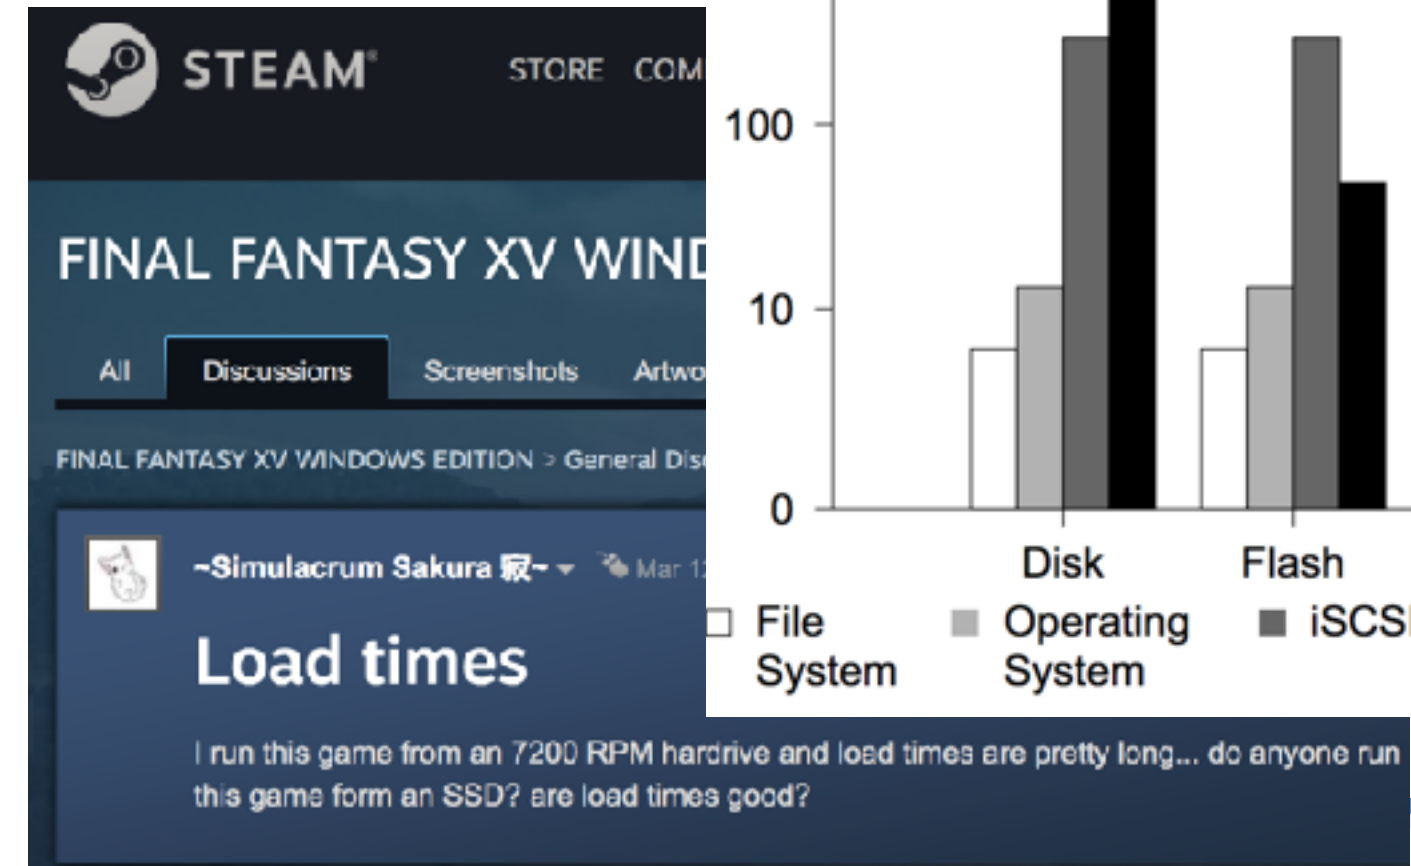 STEAM®
STORE
FINAL FANTASY XV
All Discussions Screenshots
FINAL FANTASY XV WINDOWS EDITION > General
~Simulacrum Sakura 寂~ Mar
Load times
I run this game from an 7200 RPM hardrive and load times are pretty long... do anyone run
this game form an SSD? are load times good?
100
10
0
Disk Flash
File Operating iSCSI
System System